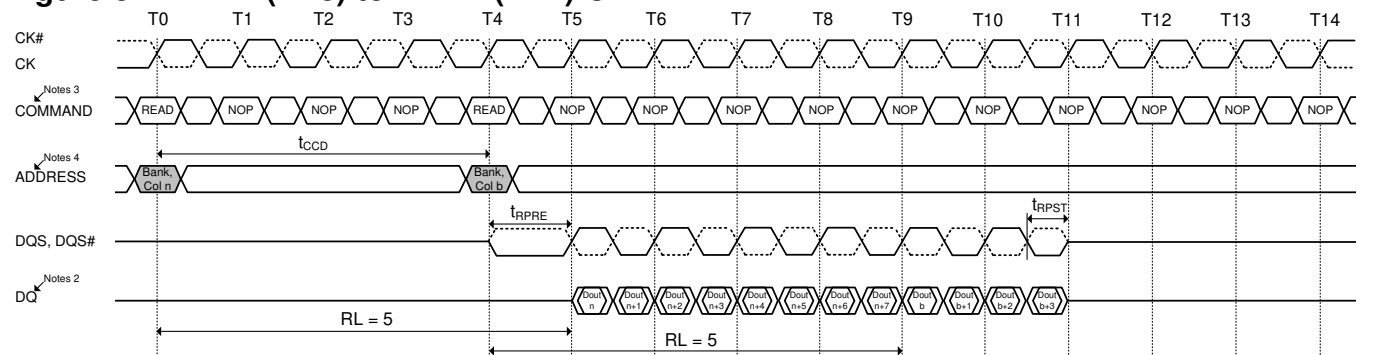 T0 T1 T2 T3 T4 T5 T6 T7 T8 T9 T10 T11 T12 T13 T14
CK#
CK
Notes 3
COMMAND READ NOP NOP NOP READ NOP NOP NOP NOP NOP NOP NOP NOP NOP NOP
tCCD
Notes 4
ADDRESS Bank, Col n Bank, Col b
tRPRE tRPST
DQS, DQS#
Notes 2
DQ Dout n Dout n+1 Dout n+2 Dout n+3 Dout n+4 Dout n+5 Dout n+6 Dout n+7 Dout b Dout b+1 Dout b+2 Dout b+3
RL = 5
RL = 5